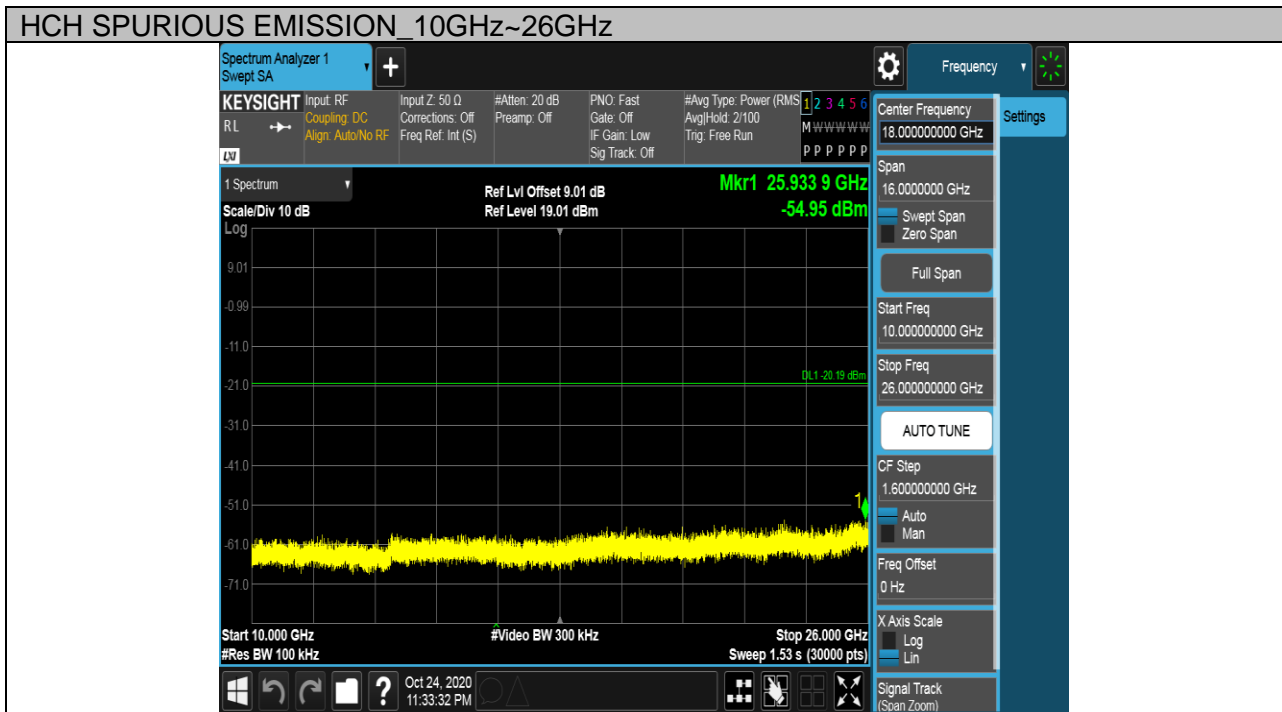 HCH SPURIOUS EMISSION_10GHz~26GHz
Spectrum Analyzer 1
Swept SA
+
Frequency
KEYSIGHT
RL
LXI
Input: RF
Coupling: DC
Align: Auto/No RF
Input Z: 50 Ω
Corrections: Off
Freq Ref: Int (S)
#Atten: 20 dB
Preamp: Off
PNO: Fast
Gate: Off
IF Gain: Low
Sig Track: Off
#Avg Type: Power (RMS
Avg|Hold: 2/100
Trig: Free Run
1 2 3 4 5 6
M W W W W W
P P P P P P
1 Spectrum
Scale/Div 10 dB
Ref Lvl Offset 9.01 dB
Ref Level 19.01 dBm
Mkr1 25.933 9 GHz
-54.95 dBm
Log
9.01
-0.99
-11.0
-21.0
-31.0
-41.0
-51.0
-61.0
-71.0
DL1 -20.19 dBm
1
Start 10.000 GHz
#Res BW 100 kHz
#Video BW 300 kHz
Stop 26.000 GHz
Sweep 1.53 s (30000 pts)
?
Oct 24, 2020
11:33:32 PM
Center Frequency
18.000000000 GHz
Settings
Span
16.0000000 GHz
Swept Span
Zero Span
Full Span
Start Freq
10.000000000 GHz
Stop Freq
26.000000000 GHz
AUTO TUNE
CF Step
1.600000000 GHz
Auto
Man
Freq Offset
0 Hz
X Axis Scale
Log
Lin
Signal Track
(Span Zoom)